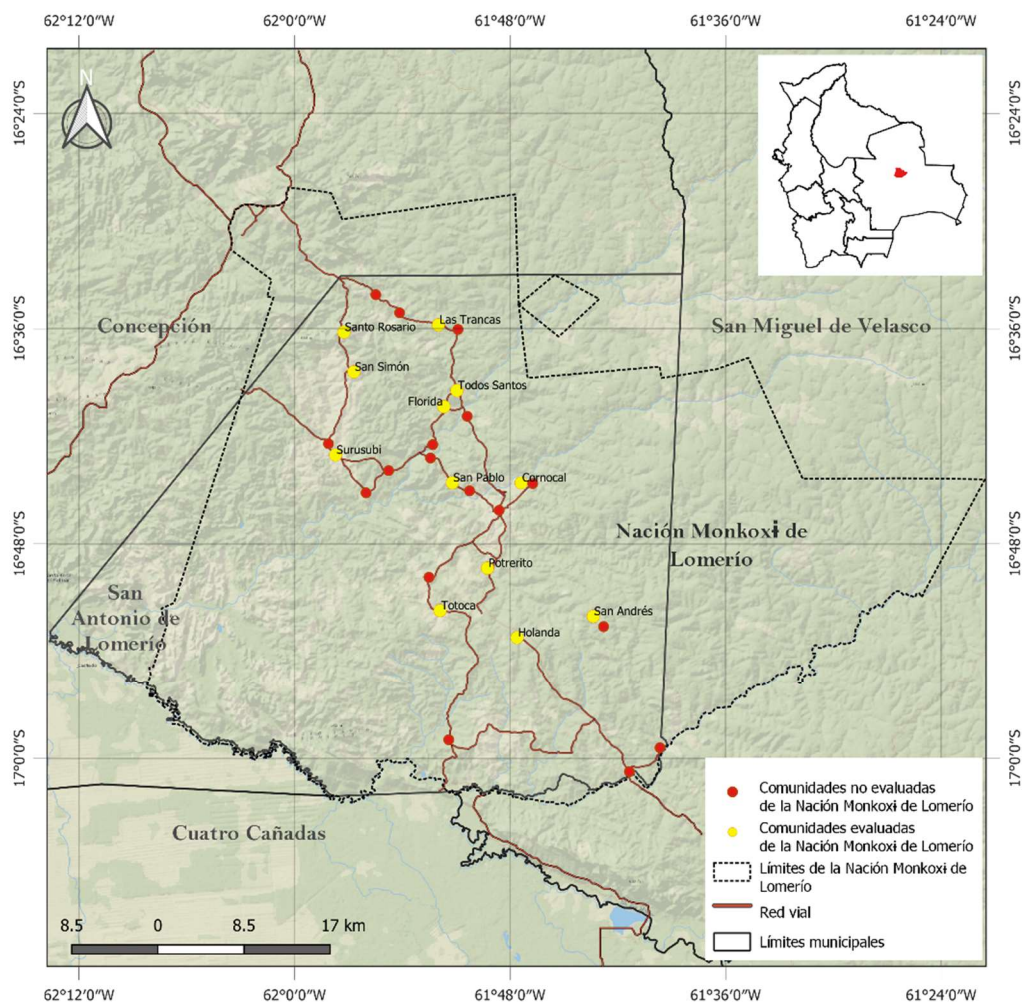 62°12'0"W 62°00'0"W 61°48'0"W 61°36'0"W 61°24'0"W
16°24'0"S
16°24'0"S
N
Concepción
San Miguel de Velasco
16°36'0"S
16°36'0"S
Las Trancas
Santo Rosario
San Simón
Todos Santos
Florida
Surusubi
San Pablo
Cornocal
16°48'0"S
16°48'0"S
Nación Monkoxɨ de
Lomerío
Potrerito
San
Antonio de
Lomerío
Totoca
San Andrés
Holanda
17°0'0"S
17°0'0"S
Cuatro Cañadas
Comunidades no evaluadas
de la Nación Monkoxɨ de Lomerío
Comunidades evaluadas
de la Nación Monkoxɨ de Lomerío
Límites de la Nación Monkoxɨ de
Lomerío
Red vial
Límites municipales
8.5 0 8.5 17 km
62°12'0"W 62°00'0"W 61°48'0"W 61°36'0"W 61°24'0"W